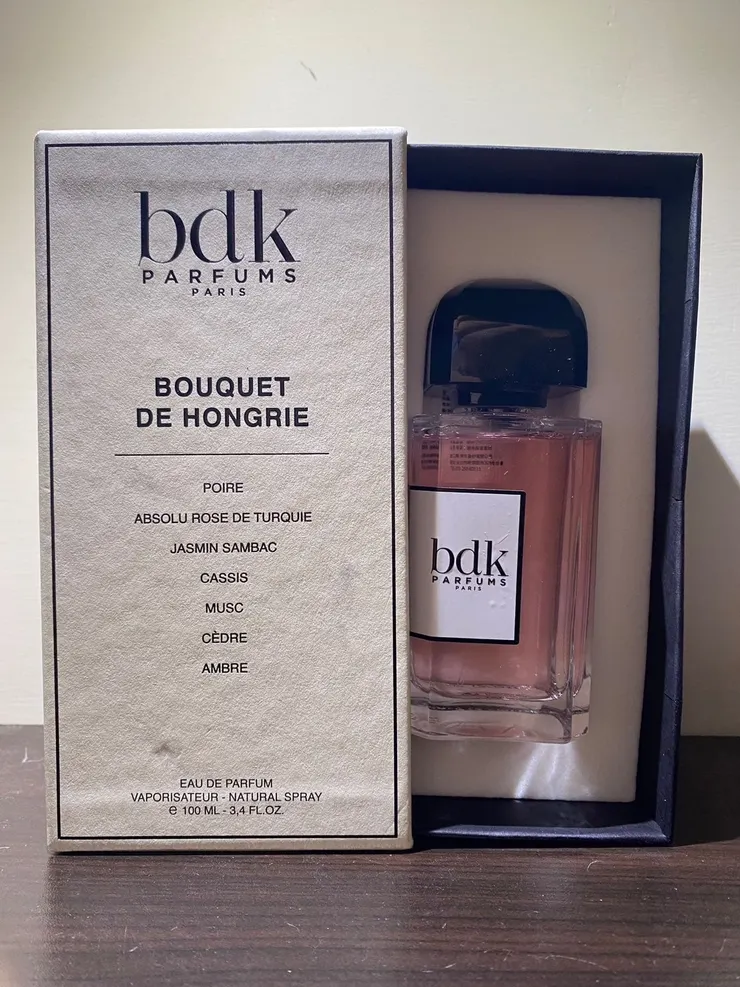 bdk
PARFUMS
PARIS
BOUQUET
DE HONGRIE
POIRE
ABSOLU ROSE DE TURQUIE
JASMIN SAMBAC
CASSIS
MUSC
CÈDRE
AMBRE
EAU DE PARFUM
VAPORISATEUR - NATURAL SPRAY
e 100 ML - 3,4 FL.OZ.
bdk
PARFUMS
PARIS